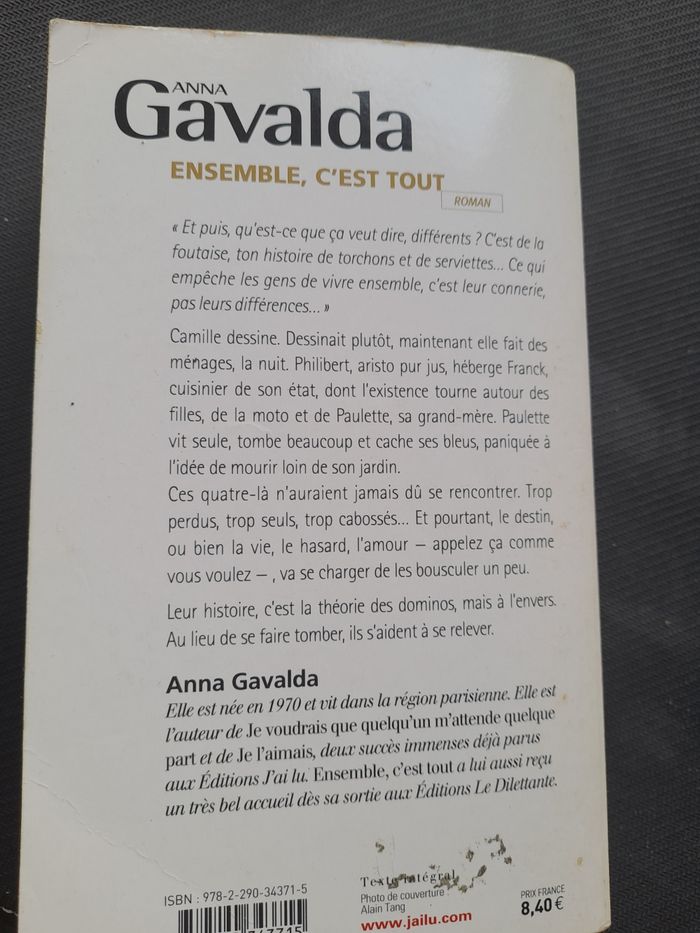 ANNA
Gavalda
ENSEMBLE, C'EST TOUT
ROMAN
« Et puis, qu'est-ce que ça veut dire, différents ? C'est de la
foutaise, ton histoire de torchons et de serviettes... Ce qui
empêche les gens de vivre ensemble, c'est leur connerie,
pas leurs différences... »
Camille dessine. Dessinait plutôt, maintenant elle fait des
ménages, la nuit. Philibert, aristo pur jus, héberge Franck,
cuisinier de son état, dont l'existence tourne autour des
filles, de la moto et de Paulette, sa grand-mère. Paulette
vit seule, tombe beaucoup et cache ses bleus, paniquée à
l'idée de mourir loin de son jardin.
Ces quatre-là n'auraient jamais dû se rencontrer. Trop
perdus, trop seuls, trop cabossés... Et pourtant, le destin,
ou bien la vie, le hasard, l'amour — appelez ça comme
vous voulez — , va se charger de les bousculer un peu.
Leur histoire, c'est la théorie des dominos, mais à l'envers.
Au lieu de se faire tomber, ils s'aident à se relever.
Anna Gavalda
Elle est née en 1970 et vit dans la région parisienne. Elle est
l'auteur de Je voudrais que quelqu'un m'attende quelque
part et de Je l'aimais, deux succès immenses déjà parus
aux Éditions J'ai lu. Ensemble, c'est tout a lui aussi reçu
un très bel accueil dès sa sortie aux Éditions Le Dilettante.
Texte intégral
ISBN : 978-2-290-34371-5
Photo de couverture :
Alain Tang
www.jailu.com
PRIX FRANCE
8,40 €